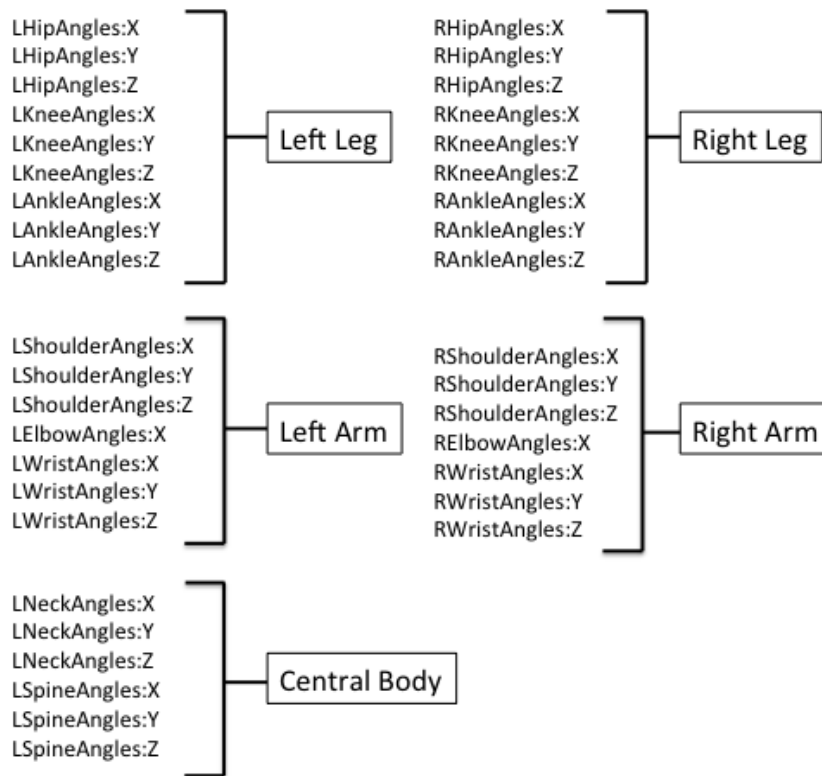 LHipAngles:X
LHipAngles:Y
LHipAngles:Z
LKneeAngles:X
LKneeAngles:Y
LKneeAngles:Z
LAnkleAngles:X
LAnkleAngles:Y
LAnkleAngles:Z
Left Leg
RHipAngles:X
RHipAngles:Y
RHipAngles:Z
RKneeAngles:X
RKneeAngles:Y
RKneeAngles:Z
RAnkleAngles:X
RAnkleAngles:Y
RAnkleAngles:Z
Right Leg
LShoulderAngles:X
LShoulderAngles:Y
LShoulderAngles:Z
LElbowAngles:X
LWristAngles:X
LWristAngles:Y
LWristAngles:Z
Left Arm
RShoulderAngles:X
RShoulderAngles:Y
RShoulderAngles:Z
RElbowAngles:X
RWristAngles:X
RWristAngles:Y
RWristAngles:Z
Right Arm
LNeckAngles:X
LNeckAngles:Y
LNeckAngles:Z
LSpineAngles:X
LSpineAngles:Y
LSpineAngles:Z
Central Body